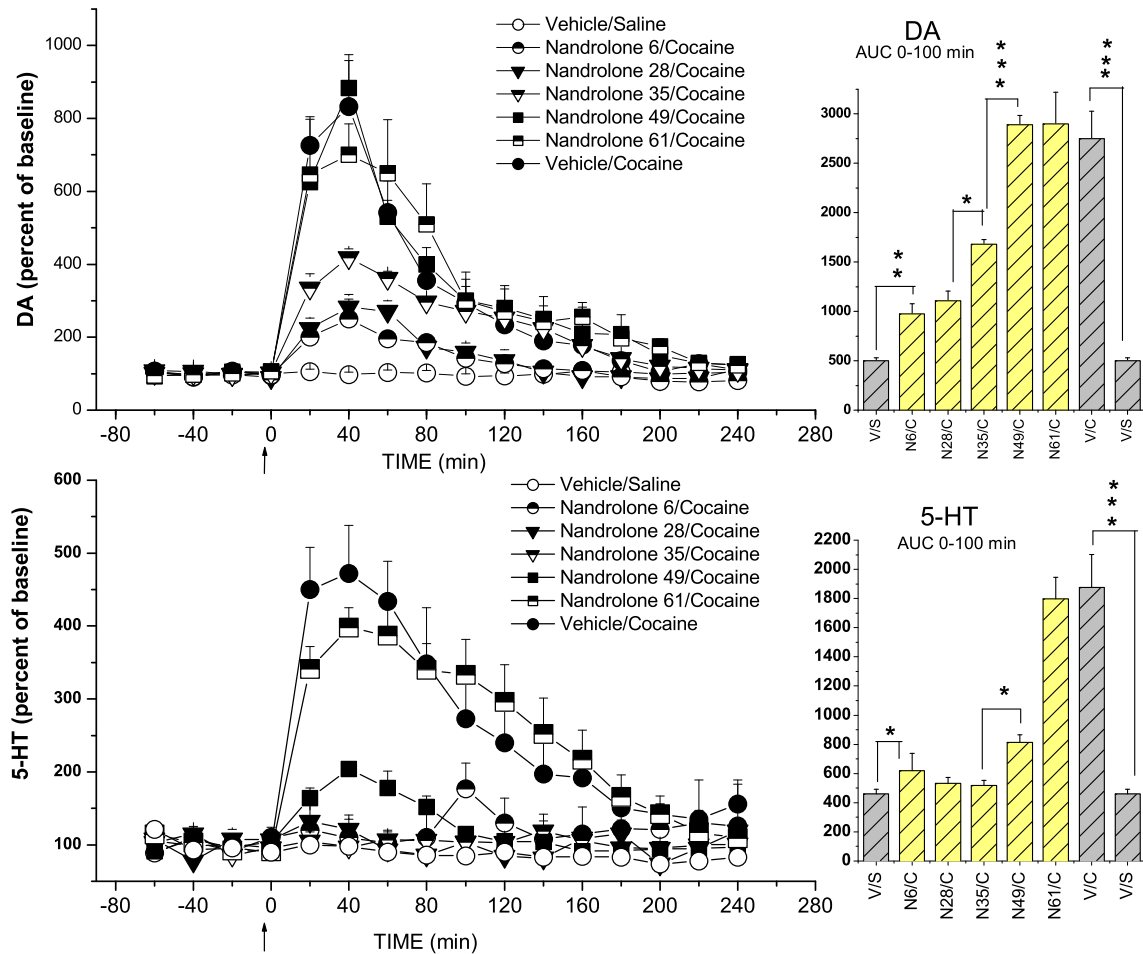 DA (percent of baseline)
1000
800
600
400
200
0
-80 -40 0 40 80 120 160 200 240 280
TIME (min)
Vehicle/Saline
Nandrolone 6/Cocaine
Nandrolone 28/Cocaine
Nandrolone 35/Cocaine
Nandrolone 49/Cocaine
Nandrolone 61/Cocaine
Vehicle/Cocaine
DA
AUC 0-100 min
* * *
* * *
*
* *
3000
2500
2000
1500
1000
500
0
V/S N6/C N28/C N35/C N49/C N61/C V/C V/S
5-HT (percent of baseline)
600
500
400
300
200
100
-80 -40 0 40 80 120 160 200 240 280
TIME (min)
Vehicle/Saline
Nandrolone 6/Cocaine
Nandrolone 28/Cocaine
Nandrolone 35/Cocaine
Nandrolone 49/Cocaine
Nandrolone 61/Cocaine
Vehicle/Cocaine
5-HT
AUC 0-100 min
* * *
*
*
2200
2000
1800
1600
1400
1200
1000
800
600
400
200
0
V/S N6/C N28/C N35/C N49/C N61/C V/C V/S